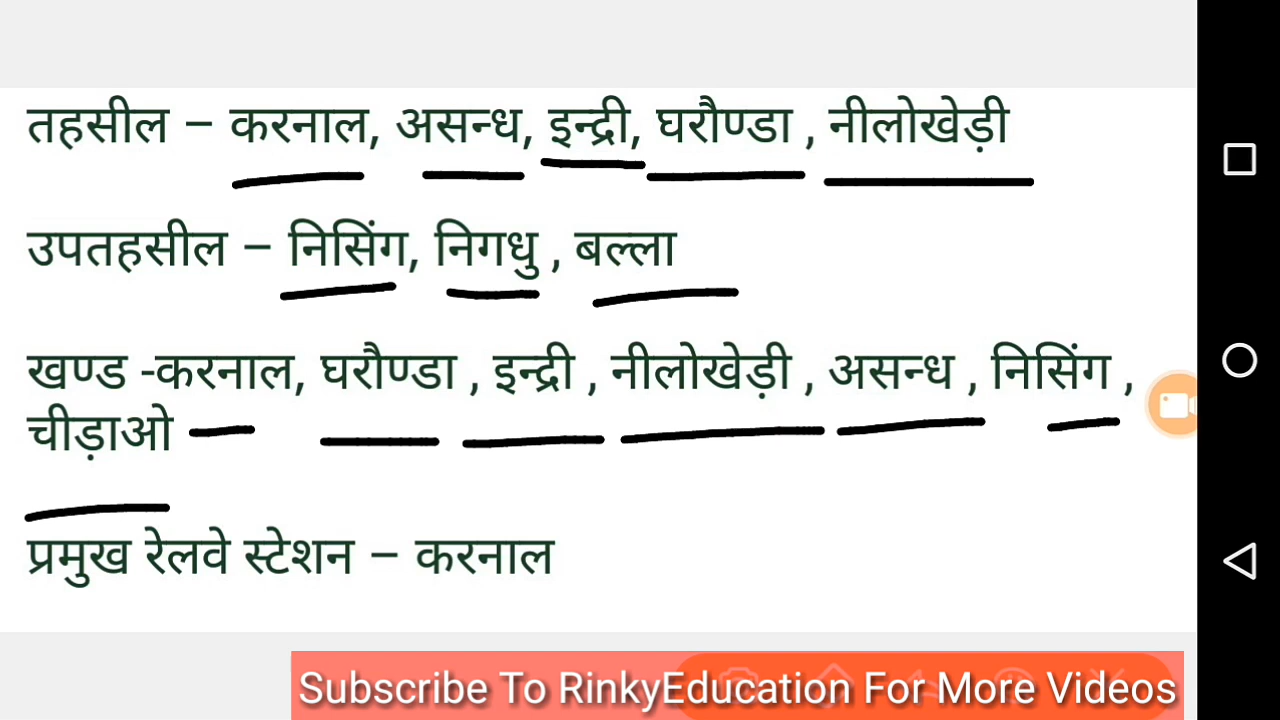 तहसील – करनाल, असन्ध, इन्द्री, घरौण्डा , नीलोखेड़ी
उपतहसील – निसिंग, निगधु , बल्ला
खण्ड -करनाल, घरौण्डा , इन्द्री , नीलोखेड़ी , असन्ध , निसिंग ,
चीड़ाओ
प्रमुख रेलवे स्टेशन – करनाल
Subscribe To RinkyEducation For More Videos